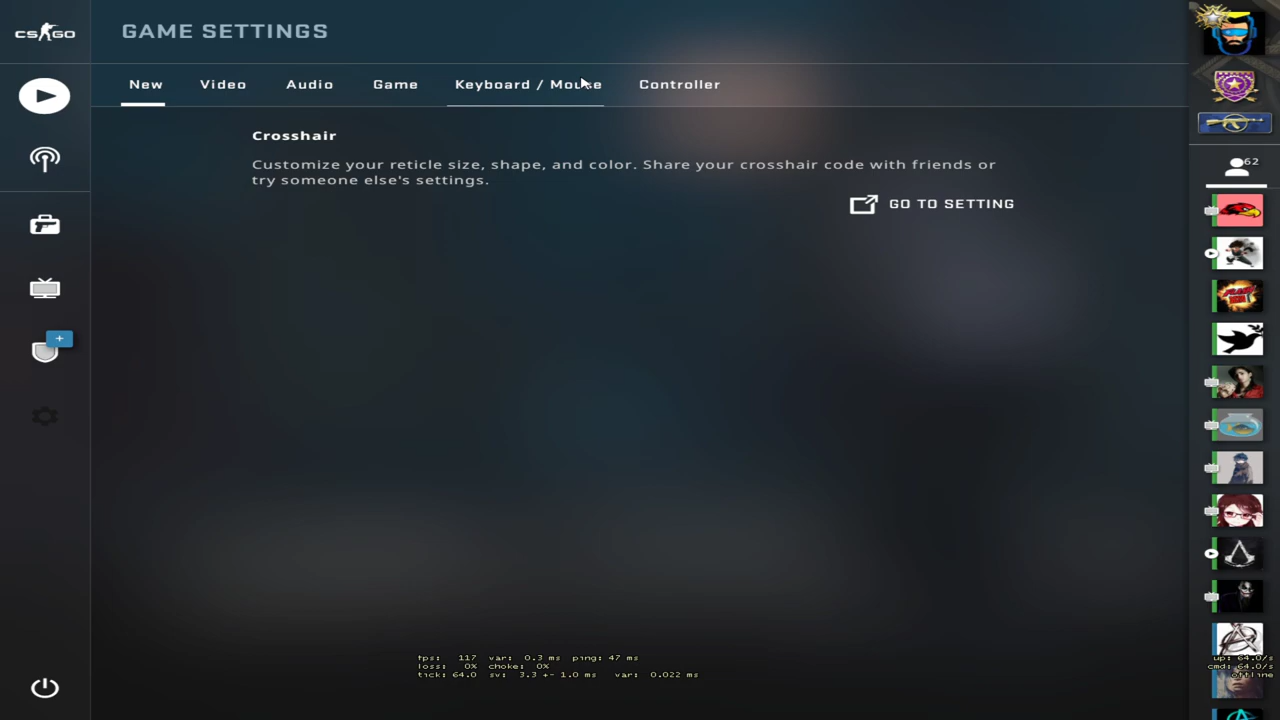 CS GO
GAME SETTINGS
New Video Audio Game Keyboard / Mouse Controller
62
Crosshair
Customize your reticle size, shape, and color. Share your crosshair code with friends or
try someone else's settings.
GO TO SETTING
+
fps: 117 var: 0.3 ms ping: 47 ms
loss: 0% choke: 0%
tick: 64.0 sv: 3.3 +- 1.0 ms var: 0.022 ms
up: 64.0/s
cmd: 64.0/s
offline